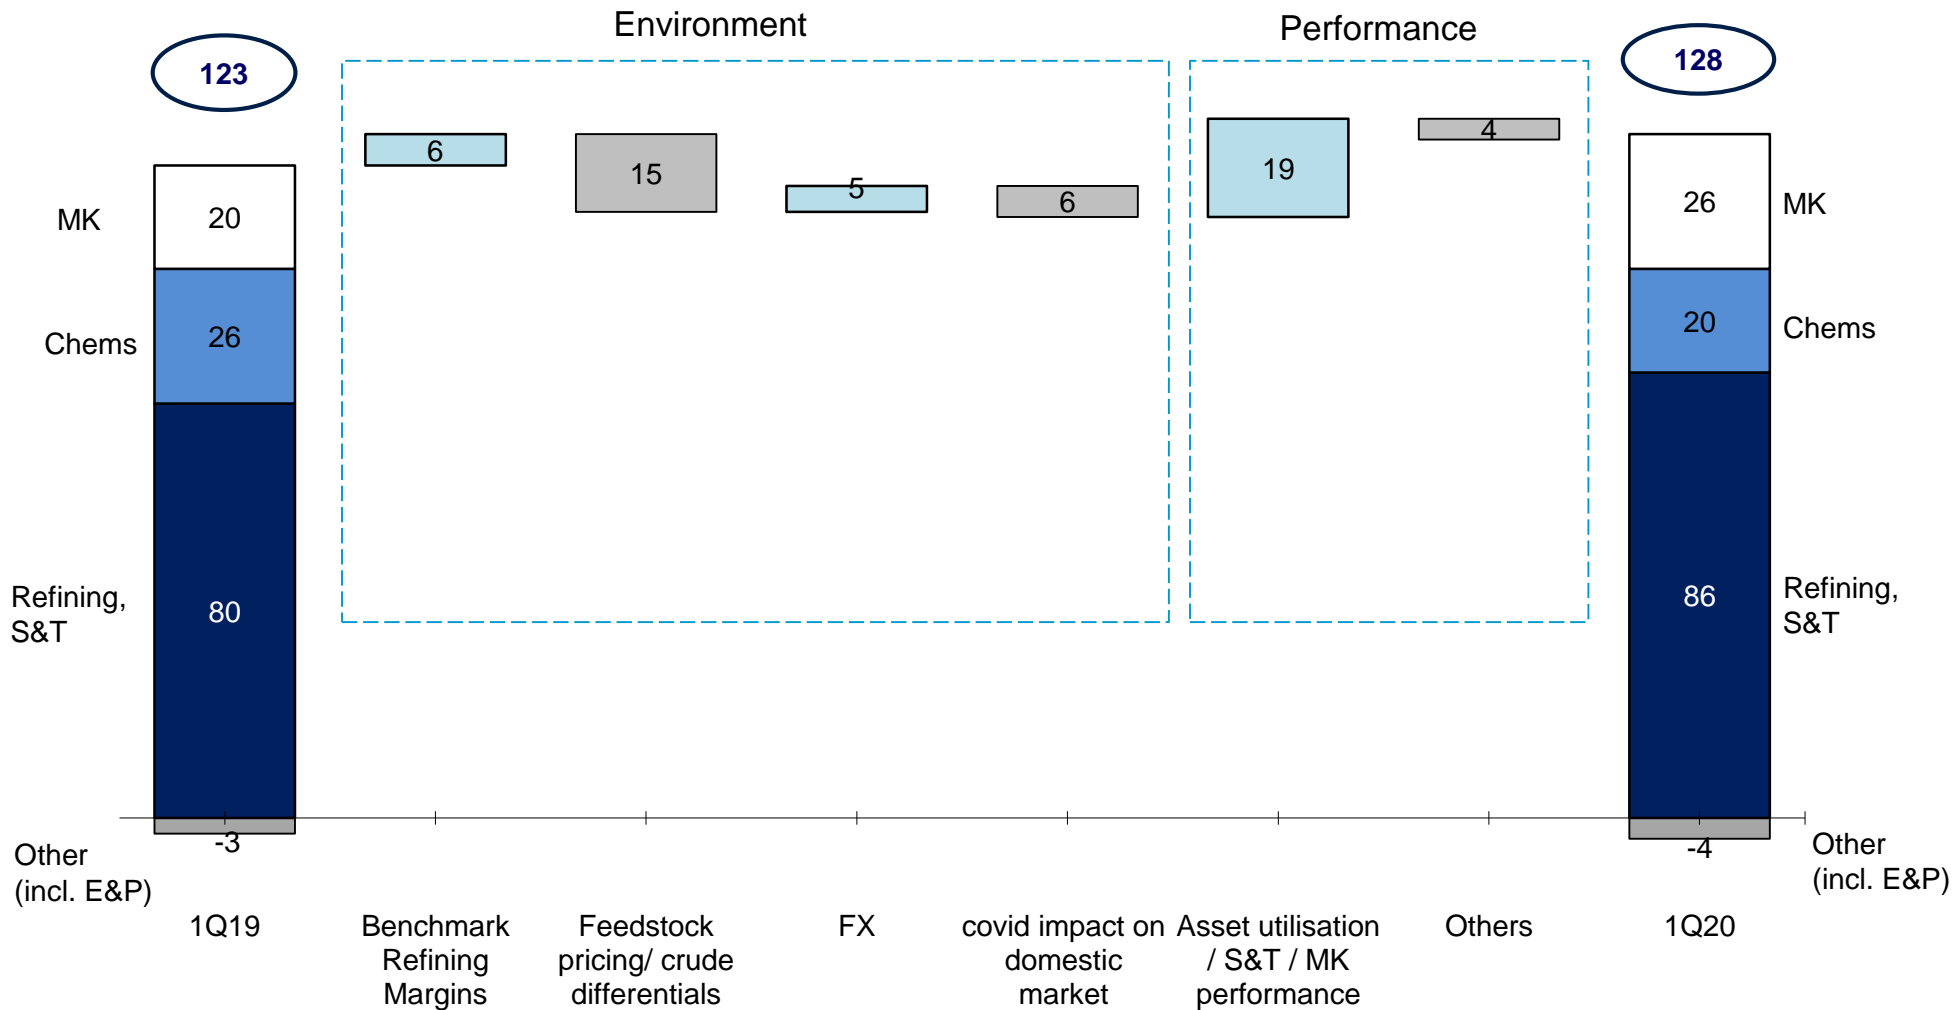 Environment
Performance
123
128
6
15
5
6
19
4
MK
20
26
MK
Chems
26
20
Chems
Refining,
S&T
80
86
Refining,
S&T
-3
-4
Other
(incl. E&P)
Other
(incl. E&P)
1Q19
Benchmark
Refining
Margins
Feedstock
pricing/ crude
differentials
FX
covid impact on
domestic
market
Asset utilisation
/ S&T / MK
performance
Others
1Q20